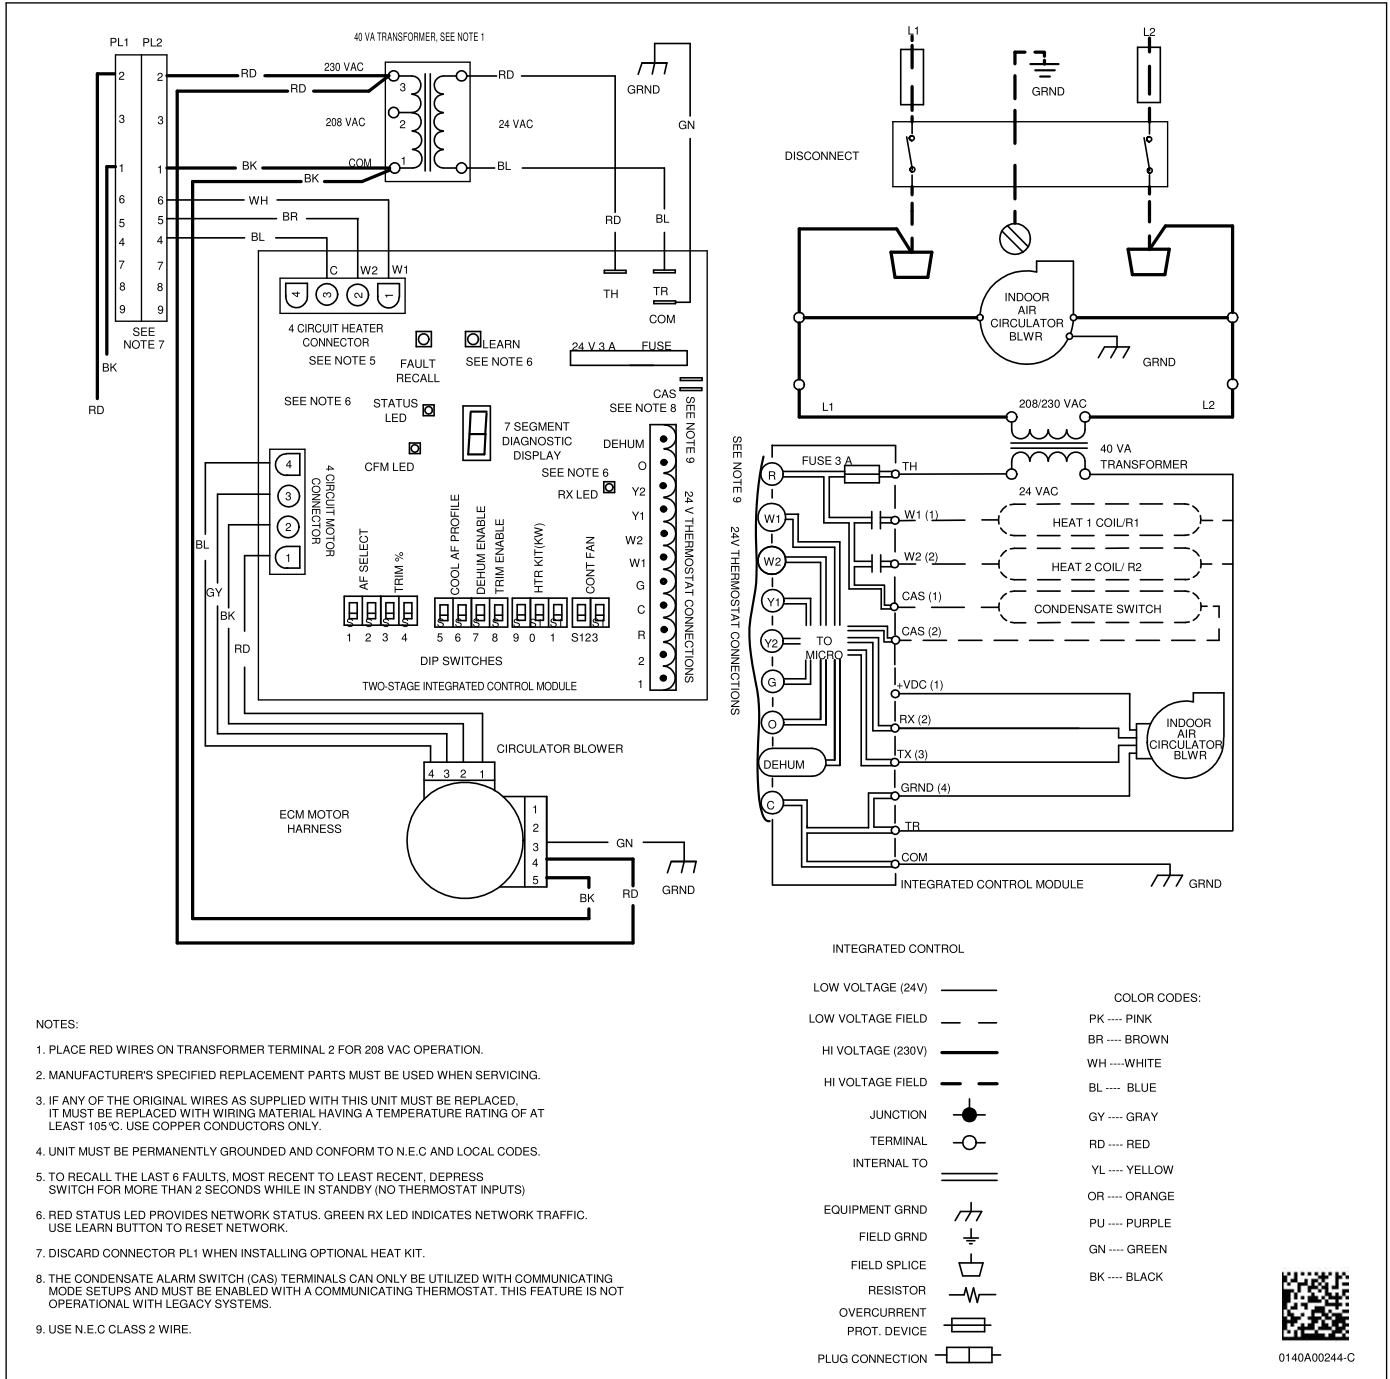 40 VA TRANSFORMER, SEE NOTE 1
PL1 PL2
2 2
3 3
1 1
6 6
5 5
4 4
7 7
8 8
9 9
SEE
NOTE 7
BK
RD
RD
RD
230 VAC
208 VAC
COM
3
2
1
24 VAC
RD
BL
BK
BK
WH
BR
BL
GRND
GN
RD
BL
TH
TR
COM
C W2 W1
4 3 2 1
4 CIRCUIT HEATER
CONNECTOR
SEE NOTE 5
FAULT
RECALL
LEARN
SEE NOTE 6
24 V 3 A FUSE
CAS
SEE NOTE 8
SEE NOTE 9
SEE NOTE 6
STATUS
LED
CFM LED
7 SEGMENT
DIAGNOSTIC
DISPLAY
SEE NOTE 6
RX LED
DEHUM
O
Y2
Y1
W2
W1
G
C
R
2
1
24 V THERMOSTAT CONNECTIONS
4
3
2
1
4 CIRCUIT MOTOR
CONNECTOR
AF SELECT
TRIM %
COOL AF PROFILE
DEHUM ENABLE
TRIM ENABLE
HTR KIT(KW)
CONT FAN
S S S S S S S S S S S S
1 2 3 4 5 6 7 8 9 0 1 S123
DIP SWITCHES
TWO-STAGE INTEGRATED CONTROL MODULE
BL
GY
BK
RD
CIRCULATOR BLOWER
4 3 2 1
ECM MOTOR
HARNESS
1
2
3
4
5
GN
GRND
BK
RD
L1
L2
GRND
DISCONNECT
INDOOR
AIR
CIRCULATOR
BLWR
GRND
L1
208/230 VAC
L2
40 VA
TRANSFORMER
24 VAC
SEE NOTE 9
24V THERMOSTAT CONNECTIONS
R
W1
W2
Y1
Y2
G
O
DEHUM
C
FUSE 3 A
TO
MICRO
TH
W1 (1)
W2 (2)
CAS (1)
CAS (2)
+VDC (1)
RX (2)
TX (3)
GRND (4)
TR
COM
HEAT 1 COIL/R1
HEAT 2 COIL/ R2
CONDENSATE SWITCH
INDOOR
AIR
CIRCULATOR
BLWR
GRND
INTEGRATED CONTROL MODULE
INTEGRATED CONTROL
LOW VOLTAGE (24V)
LOW VOLTAGE FIELD
HI VOLTAGE (230V)
HI VOLTAGE FIELD
JUNCTION
TERMINAL
INTERNAL TO
EQUIPMENT GRND
FIELD GRND
FIELD SPLICE
RESISTOR
OVERCURRENT
PROT. DEVICE
PLUG CONNECTION
COLOR CODES:
PK ---- PINK
BR ---- BROWN
WH ----WHITE
BL ---- BLUE
GY ---- GRAY
RD ---- RED
YL ---- YELLOW
OR ---- ORANGE
PU ---- PURPLE
GN ---- GREEN
BK ---- BLACK
NOTES:
1. PLACE RED WIRES ON TRANSFORMER TERMINAL 2 FOR 208 VAC OPERATION.
2. MANUFACTURER'S SPECIFIED REPLACEMENT PARTS MUST BE USED WHEN SERVICING.
3. IF ANY OF THE ORIGINAL WIRES AS SUPPLIED WITH THIS UNIT MUST BE REPLACED,
IT MUST BE REPLACED WITH WIRING MATERIAL HAVING A TEMPERATURE RATING OF AT
LEAST 105°C. USE COPPER CONDUCTORS ONLY.
4. UNIT MUST BE PERMANENTLY GROUNDED AND CONFORM TO N.E.C AND LOCAL CODES.
5. TO RECALL THE LAST 6 FAULTS, MOST RECENT TO LEAST RECENT, DEPRESS
SWITCH FOR MORE THAN 2 SECONDS WHILE IN STANDBY (NO THERMOSTAT INPUTS)
6. RED STATUS LED PROVIDES NETWORK STATUS. GREEN RX LED INDICATES NETWORK TRAFFIC.
USE LEARN BUTTON TO RESET NETWORK.
7. DISCARD CONNECTOR PL1 WHEN INSTALLING OPTIONAL HEAT KIT.
8. THE CONDENSATE ALARM SWITCH (CAS) TERMINALS CAN ONLY BE UTILIZED WITH COMMUNICATING
MODE SETUPS AND MUST BE ENABLED WITH A COMMUNICATING THERMOSTAT. THIS FEATURE IS NOT
OPERATIONAL WITH LEGACY SYSTEMS.
9. USE N.E.C CLASS 2 WIRE.
0140A00244-C